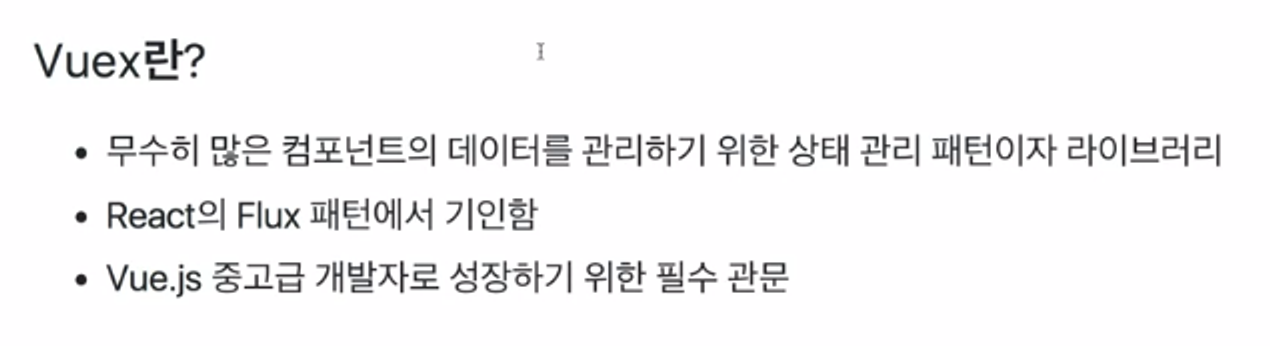 Vuex란?
• 무수히 많은 컴포넌트의 데이터를 관리하기 위한 상태 관리 패턴이자 라이브러리
• React의 Flux 패턴에서 기인함
• Vue.js 중고급 개발자로 성장하기 위한 필수 관문